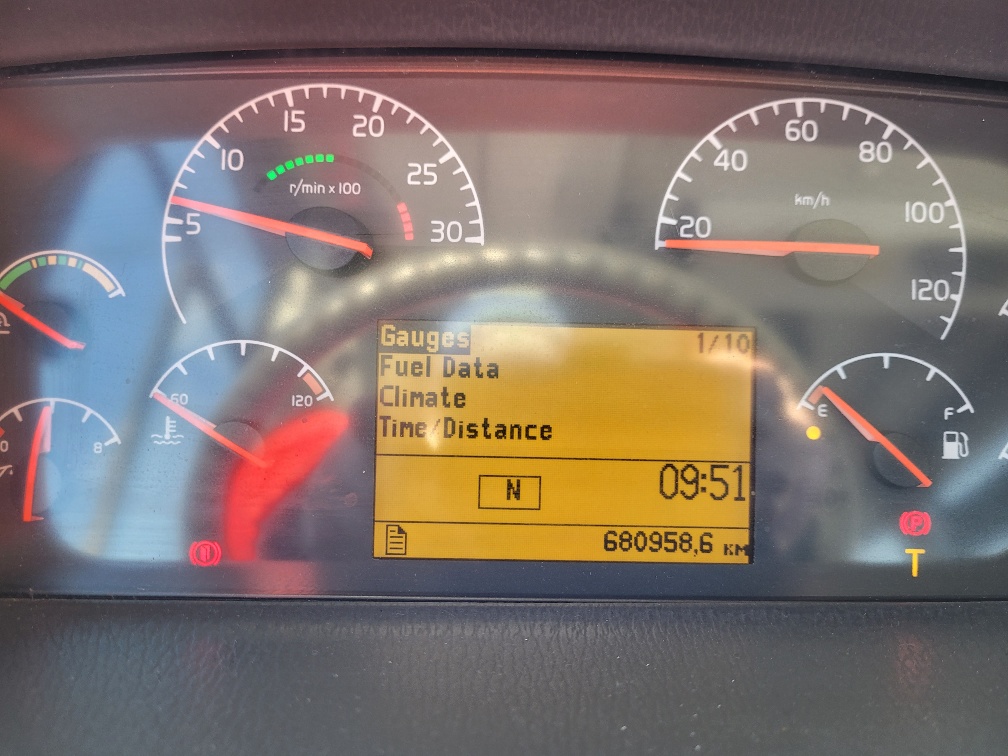 5
10
15
20
25
30
r/min x 100
20
40
60
80
100
120
km/h
8
60
120
Gauges 1/10
Fuel Data
Climate
Time/Distance
N 09:51
680958,6 KM
E
F
P
T